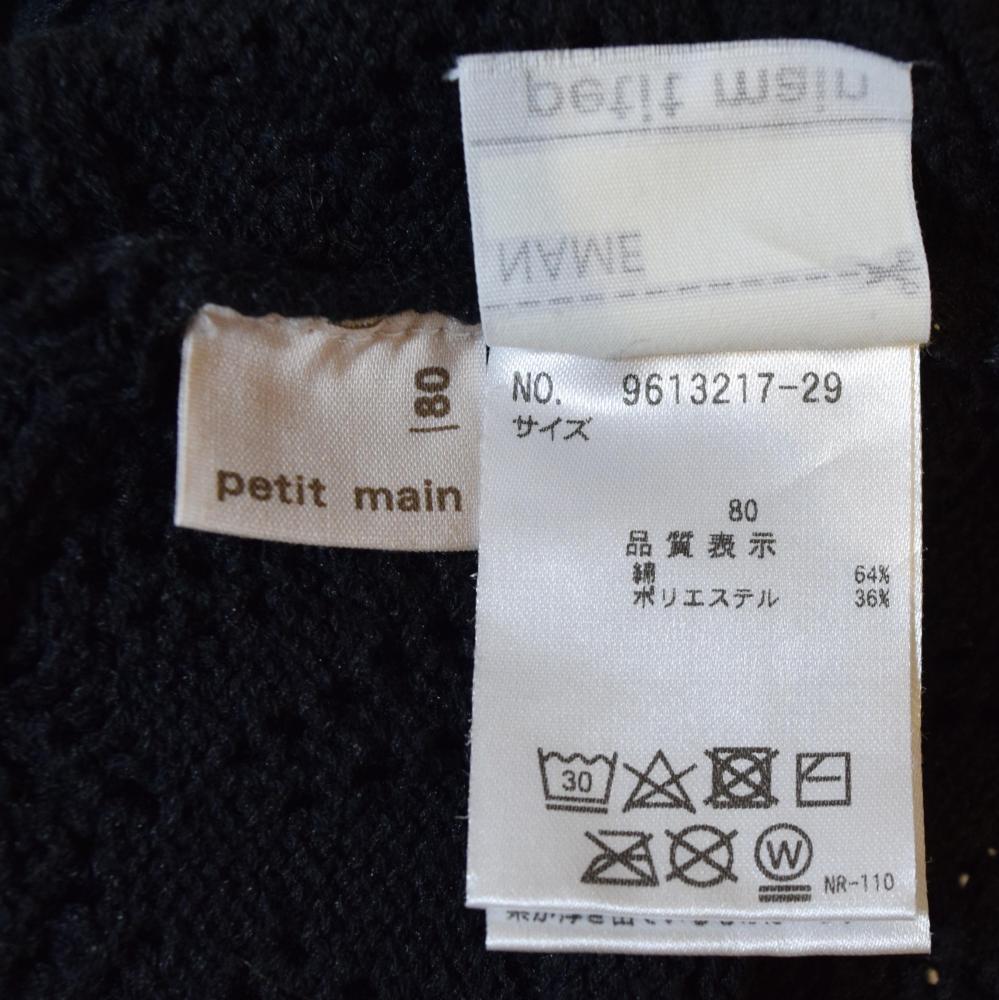 petit main
NAME
80
petit main
NO. 9613217-29
サイズ
80
品質表示
綿 64%
ポリエステル 36%
30
W
NR-110